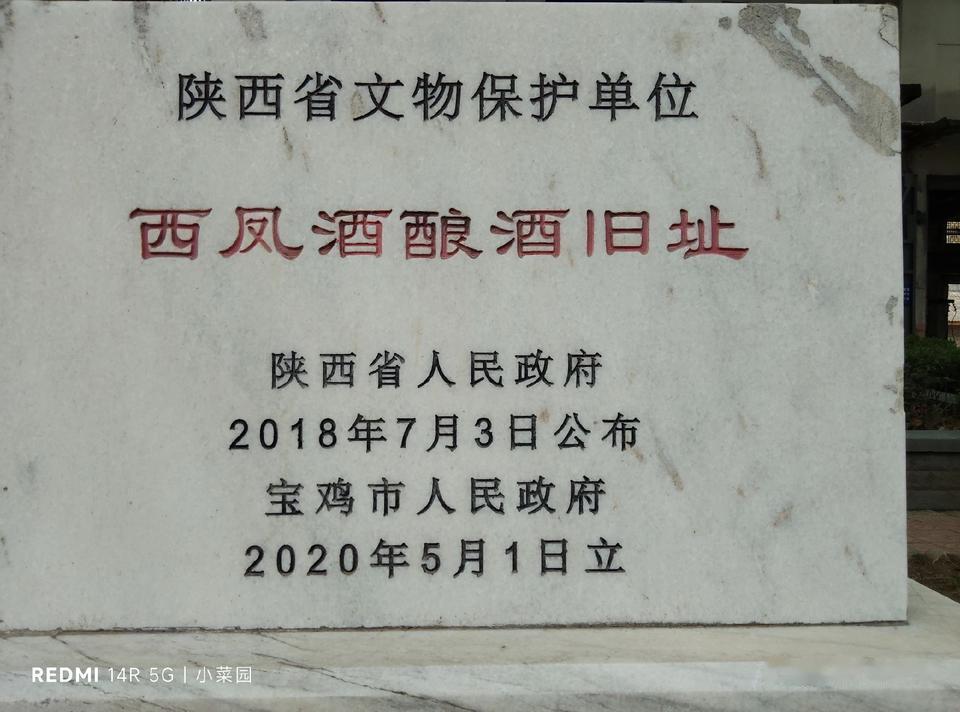 陕西省文物保护单位
西凤酒酿酒旧址
陕西省人民政府
2018年7月3日公布
宝鸡市人民政府
2020年5月1日立
REDMI 14R 5G | 小菜园